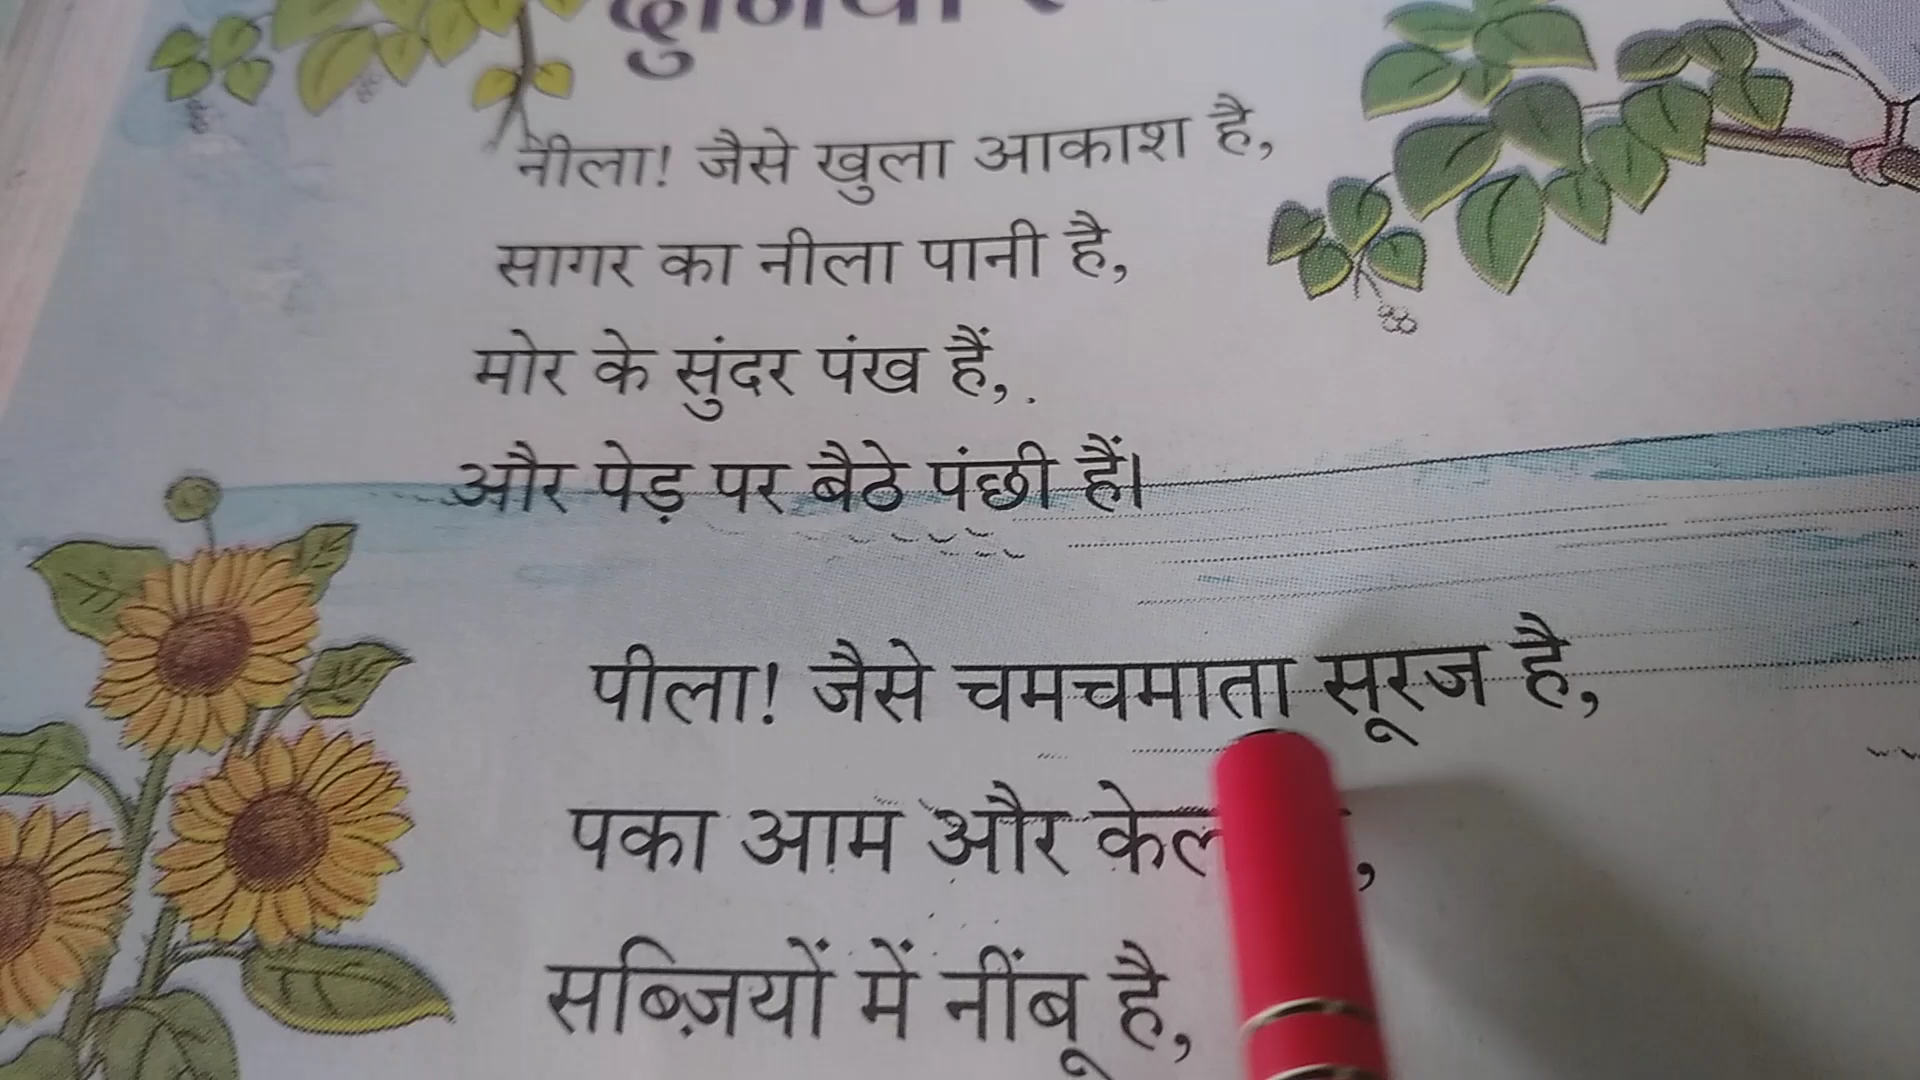 नीला! जैसे खुला आकाश है,
सागर का नीला पानी है,
मोर के सुंदर पंख हैं,
और पेड़ पर बैठे पंछी हैं।
पीला! जैसे चमचमाता सूरज है,
पका आम और ,
सब्ज़ियों में नींबू है,